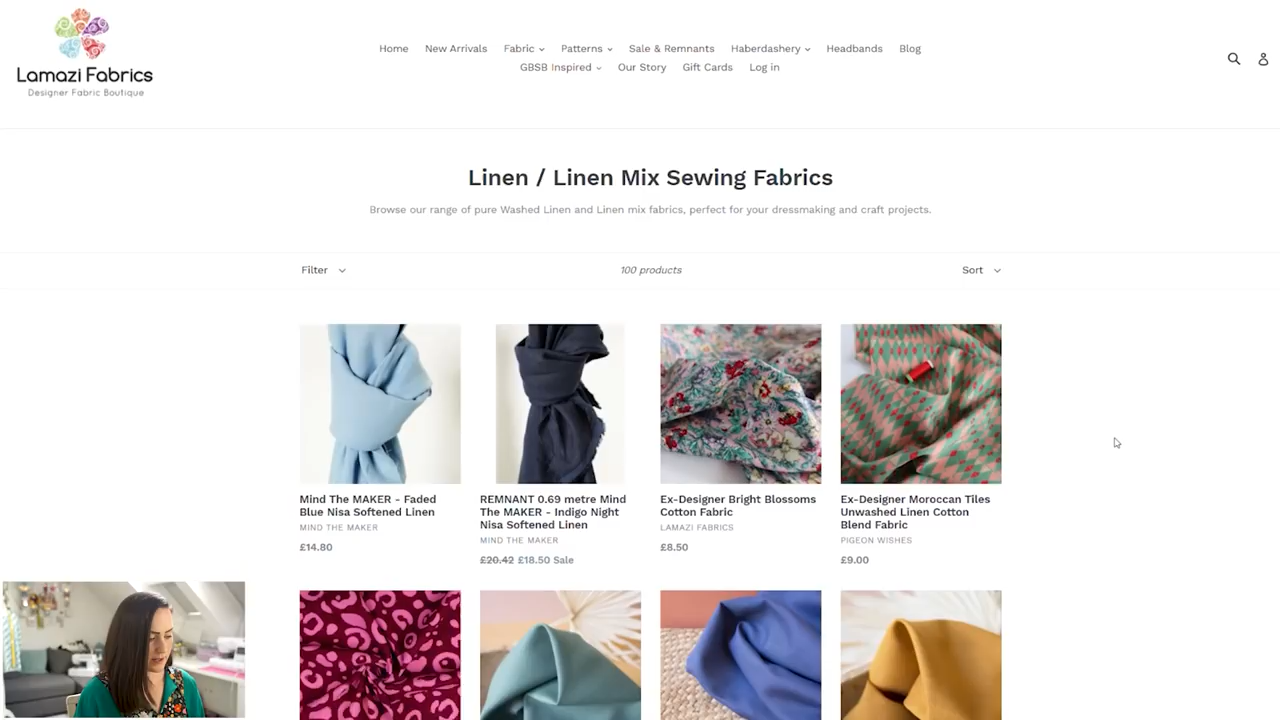 Lamazi Fabrics
Designer Fabric Boutique
Home New Arrivals Fabric Patterns Sale & Remnants Haberdashery Headbands Blog
GBSB Inspired Our Story Gift Cards Log in
Linen / Linen Mix Sewing Fabrics
Browse our range of pure Washed Linen and Linen mix fabrics, perfect for your dressmaking and craft projects.
Filter
100 products
Sort
Mind The MAKER - Faded
Blue Nisa Softened Linen
MIND THE MAKER
£14.80
REMNANT 0.69 metre Mind
The MAKER - Indigo Night
Nisa Softened Linen
MIND THE MAKER
£20.42 £18.50 Sale
Ex-Designer Bright Blossoms
Cotton Fabric
LAMAZI FABRICS
£8.50
Ex-Designer Moroccan Tiles
Unwashed Linen Cotton
Blend Fabric
PIGEON WISHES
£9.00